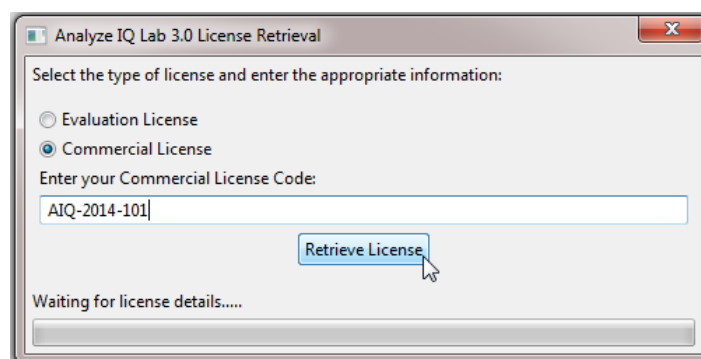 Analyze IQ Lab 3.0 License Retrieval
Select the type of license and enter the appropriate information:
Evaluation License
Commercial License
Enter your Commercial License Code:
AIQ-2014-101
Retrieve License
Waiting for license details.....